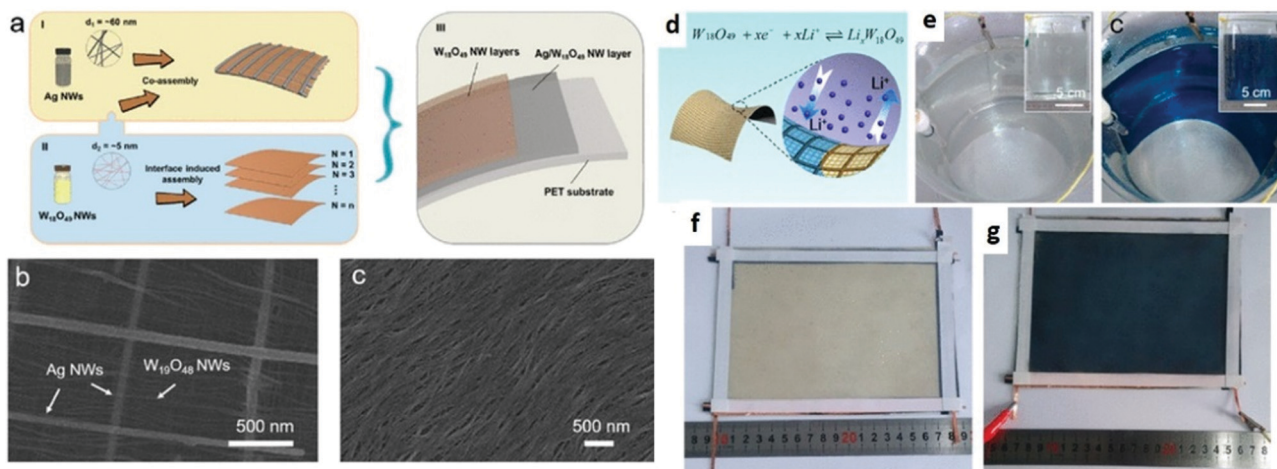 a
I
d₁ = ~60 nm
Ag NWs
Co-assembly
II
d₂ = ~5 nm
W₁₈O₄₉ NWs
Interface induced
assembly
N = 1
N = 2
N = 3
N = n
III
W₁₈O₄₉ NW layers
Ag/W₁₈O₄₉ NW layer
PET substrate
b
Ag NWs
W₁₉O₄₈ NWs
500 nm
c
500 nm
d
W₁₈O₄₉ + xe⁻ + xLi⁺ ⇌ LiₓW₁₈O₄₉
Li⁺
Li⁺
e
5 cm
C
5 cm
f
g